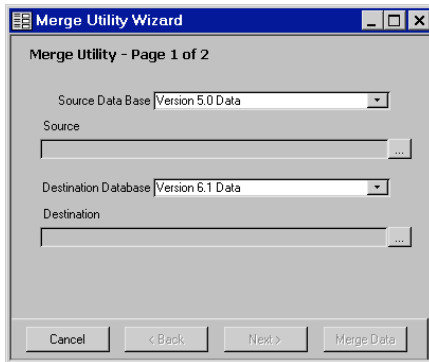 Merge Utility Wizard
Merge Utility - Page 1 of 2
Source Data Base Version 5.0 Data
Source
...
Destination Database Version 6.1 Data
Destination
...
Cancel < Back Next > Merge Data